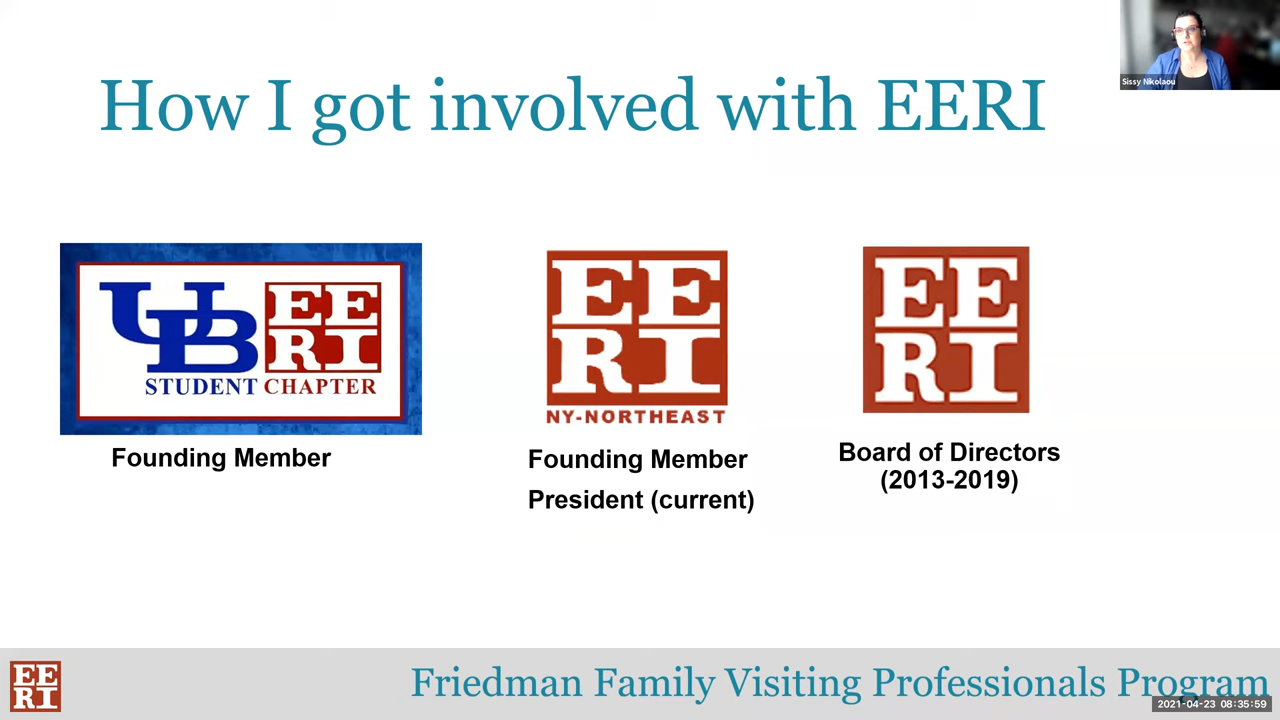 How I got involved with EERI
Sissy Nikolaou
UB
EE
RI
STUDENT CHAPTER
Founding Member
EE
RI
NY-NORTHEAST
Founding Member
President (current)
EE
RI
Board of Directors
(2013-2019)
EE
RI
Friedman Family Visiting Professionals Program
2021-04-23 08:35:59